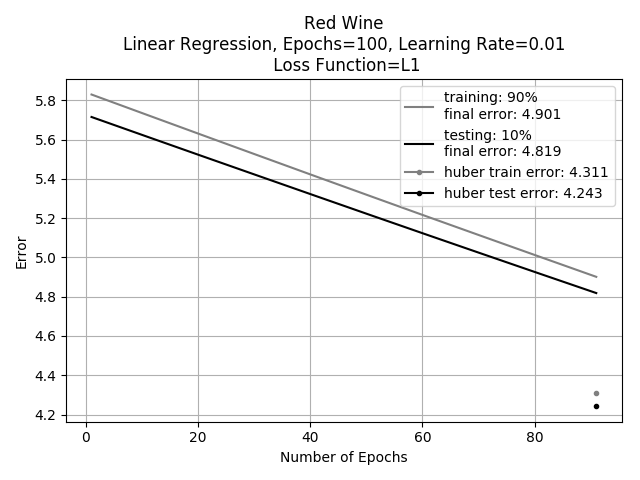 Red Wine
Linear Regression, Epochs=100, Learning Rate=0.01
Loss Function=L1
training: 90%
final error: 4.901
testing: 10%
final error: 4.819
huber train error: 4.311
huber test error: 4.243
Error
5.8
5.6
5.4
5.2
5.0
4.8
4.6
4.4
4.2
0 20 40 60 80
Number of Epochs